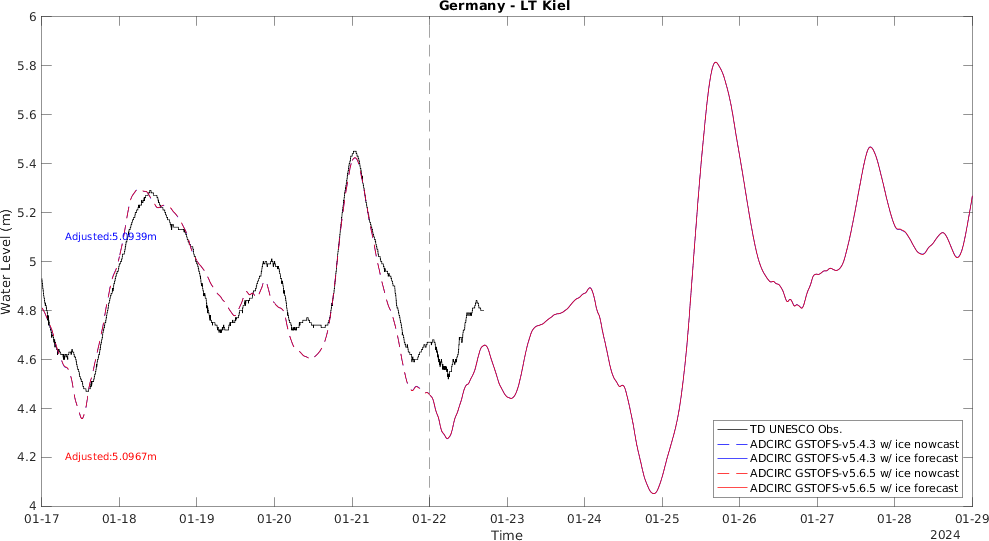 Germany - LT Kiel
6
5.8
5.6
5.4
5.2
5
4.8
4.6
4.4
4.2
4
Water Level (m)
Adjusted:5.0939m
Adjusted:5.0967m
TD UNESCO Obs.
ADCIRC GSTOFS-v5.4.3 w/ ice nowcast
ADCIRC GSTOFS-v5.4.3 w/ ice forecast
ADCIRC GSTOFS-v5.6.5 w/ ice nowcast
ADCIRC GSTOFS-v5.6.5 w/ ice forecast
01-17 01-18 01-19 01-20 01-21 01-22 01-23 01-24 01-25 01-26 01-27 01-28 01-29
Time
2024